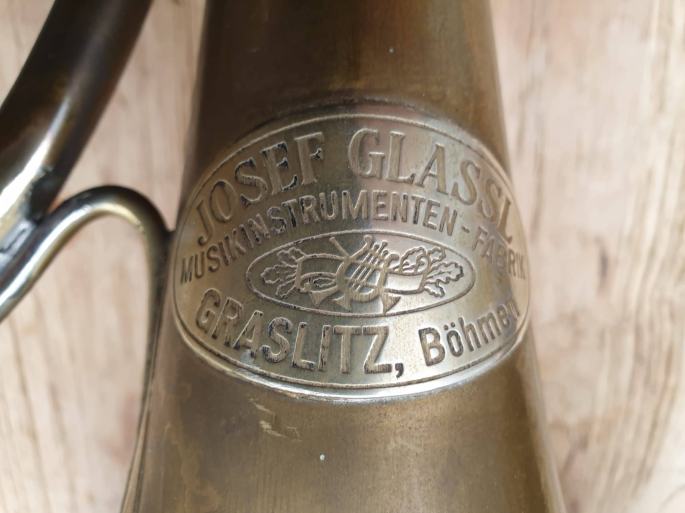 JOSEF GLASSL
MUSIKINSTRUMENTEN-FABRIK
GRASLITZ, Böhmen